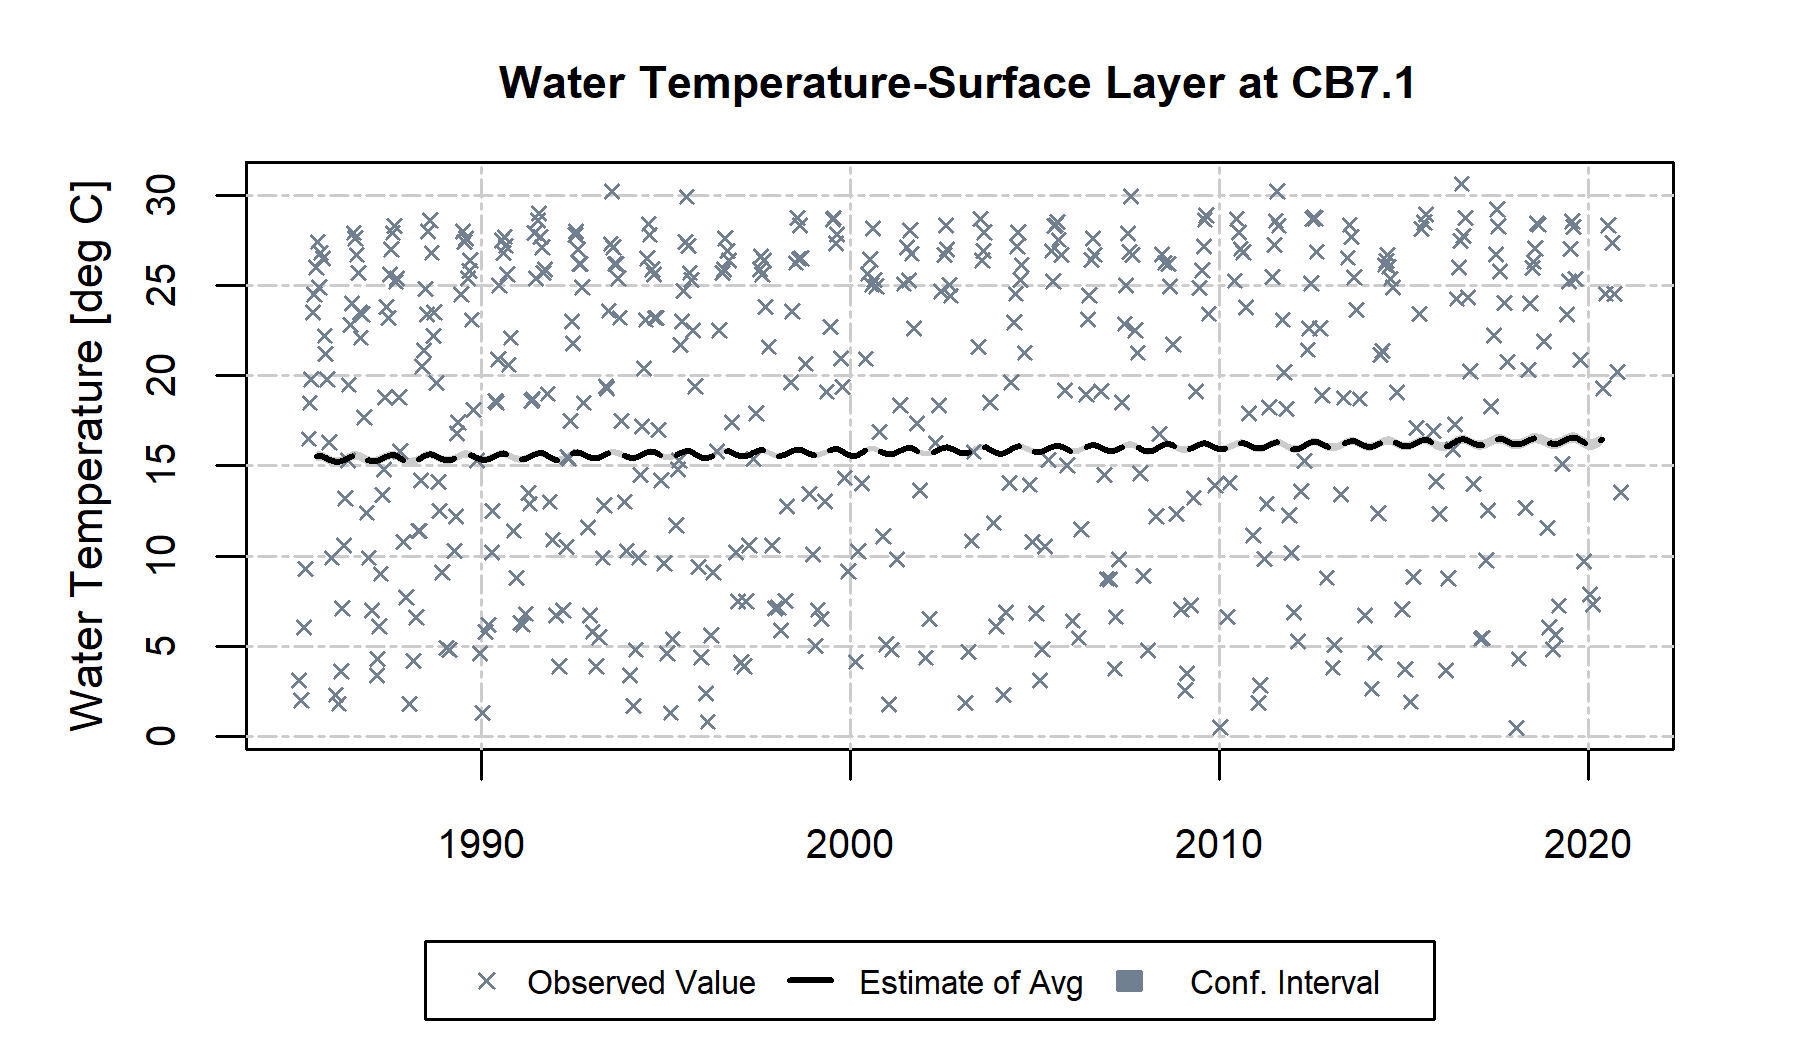 Water Temperature-Surface Layer at CB7.1
Water Temperature [deg C]
30
25
20
15
10
5
0
1990 2000 2010 2020
Observed Value Estimate of Avg Conf. Interval